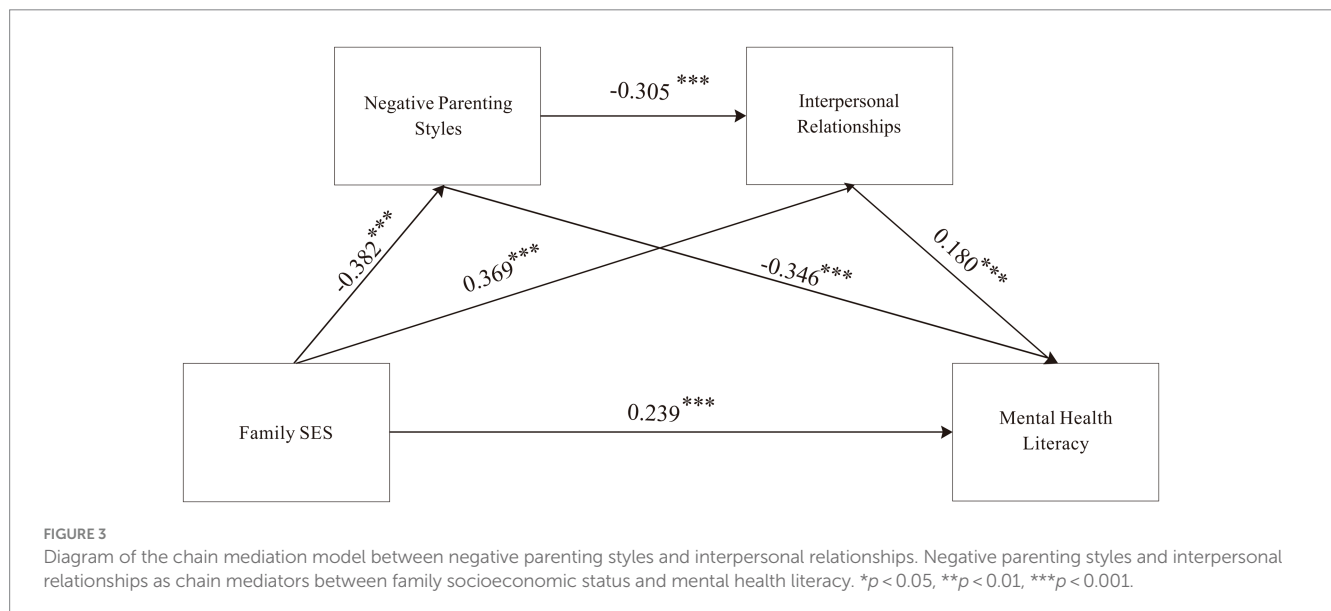 Negative Parenting
Styles
-0.305 ***
Interpersonal
Relationships
-0.382***
0.369***
-0.346***
0.180***
Family SES
0.239***
Mental Health
Literacy
FIGURE 3
Diagram of the chain mediation model between negative parenting styles and interpersonal relationships. Negative parenting styles and interpersonal
relationships as chain mediators between family socioeconomic status and mental health literacy. *p < 0.05, **p < 0.01, ***p < 0.001.